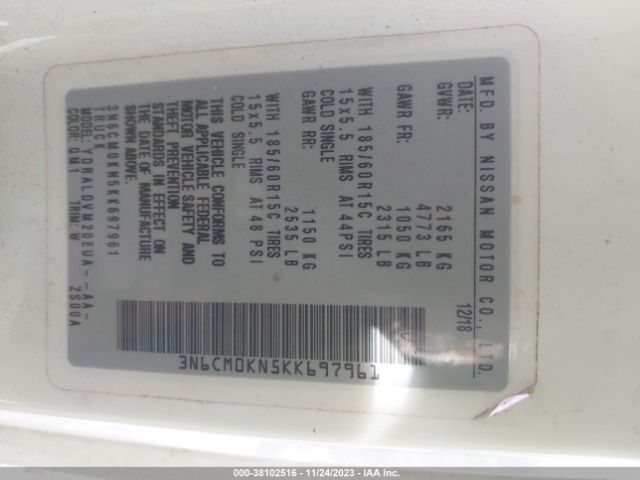 MFD. BY NISSAN MOTOR CO., LTD.
DATE: 12/18
GVWR: 2165 KG
4773 LB
GAWR FR: 1050 KG
2315 LB
WITH 185/60R15C TIRES
15x5.5 RIMS AT 44PSI
COLD SINGLE
GAWR RR: 1150 KG
2535 LB
WITH 185/60R15C TIRES
15x5.5 RIMS AT 48 PSI
COLD SINGLE
THIS VEHICLE CONFORMS TO
ALL APPLICABLE FEDERAL
MOTOR VEHICLE SAFETY AND
THEFT PREVENTION
STANDARDS IN EFFECT ON
THE DATE OF MANUFACTURE
SHOWN ABOVE.
3N6CM0KN5KK697961
TRUCK
MODEL: YDRALDVM20EUA--AA-
ZS00A
COLOR: QM1 TRIM: W
3N6CM0KN5KK697961
000-38102516 - 11/24/2023 - IAA Inc.